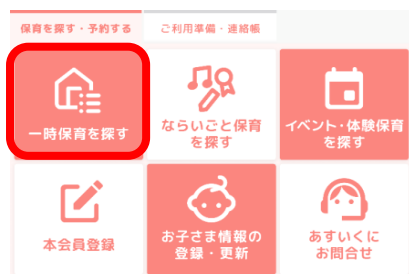 保育を探す・予約する
ご利用準備・連絡帳
一時保育を探す
ならいごと保育
を探す
イベント・体験保育
を探す
本会員登録
お子さま情報の
登録・更新
あすいくに
お問合せ